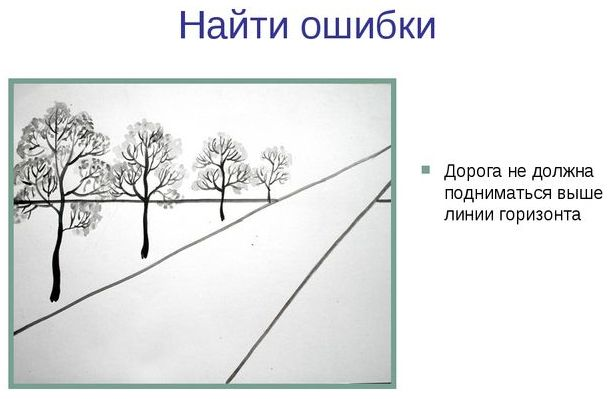 Найти ошибки
Дорога не должна
подниматься выше
линии горизонта